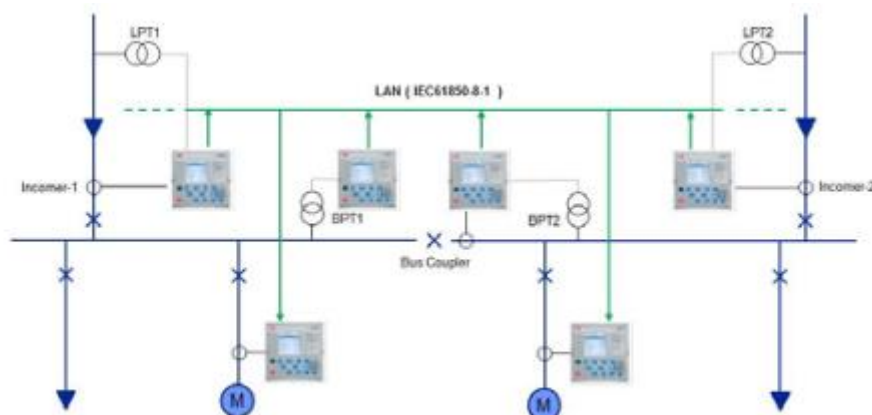 LPT1
LPT2
LAN ( IEC61850-8-1 )
Incomer-1
Incomer-2
BPT1
BPT2
Bus Coupler
M
M